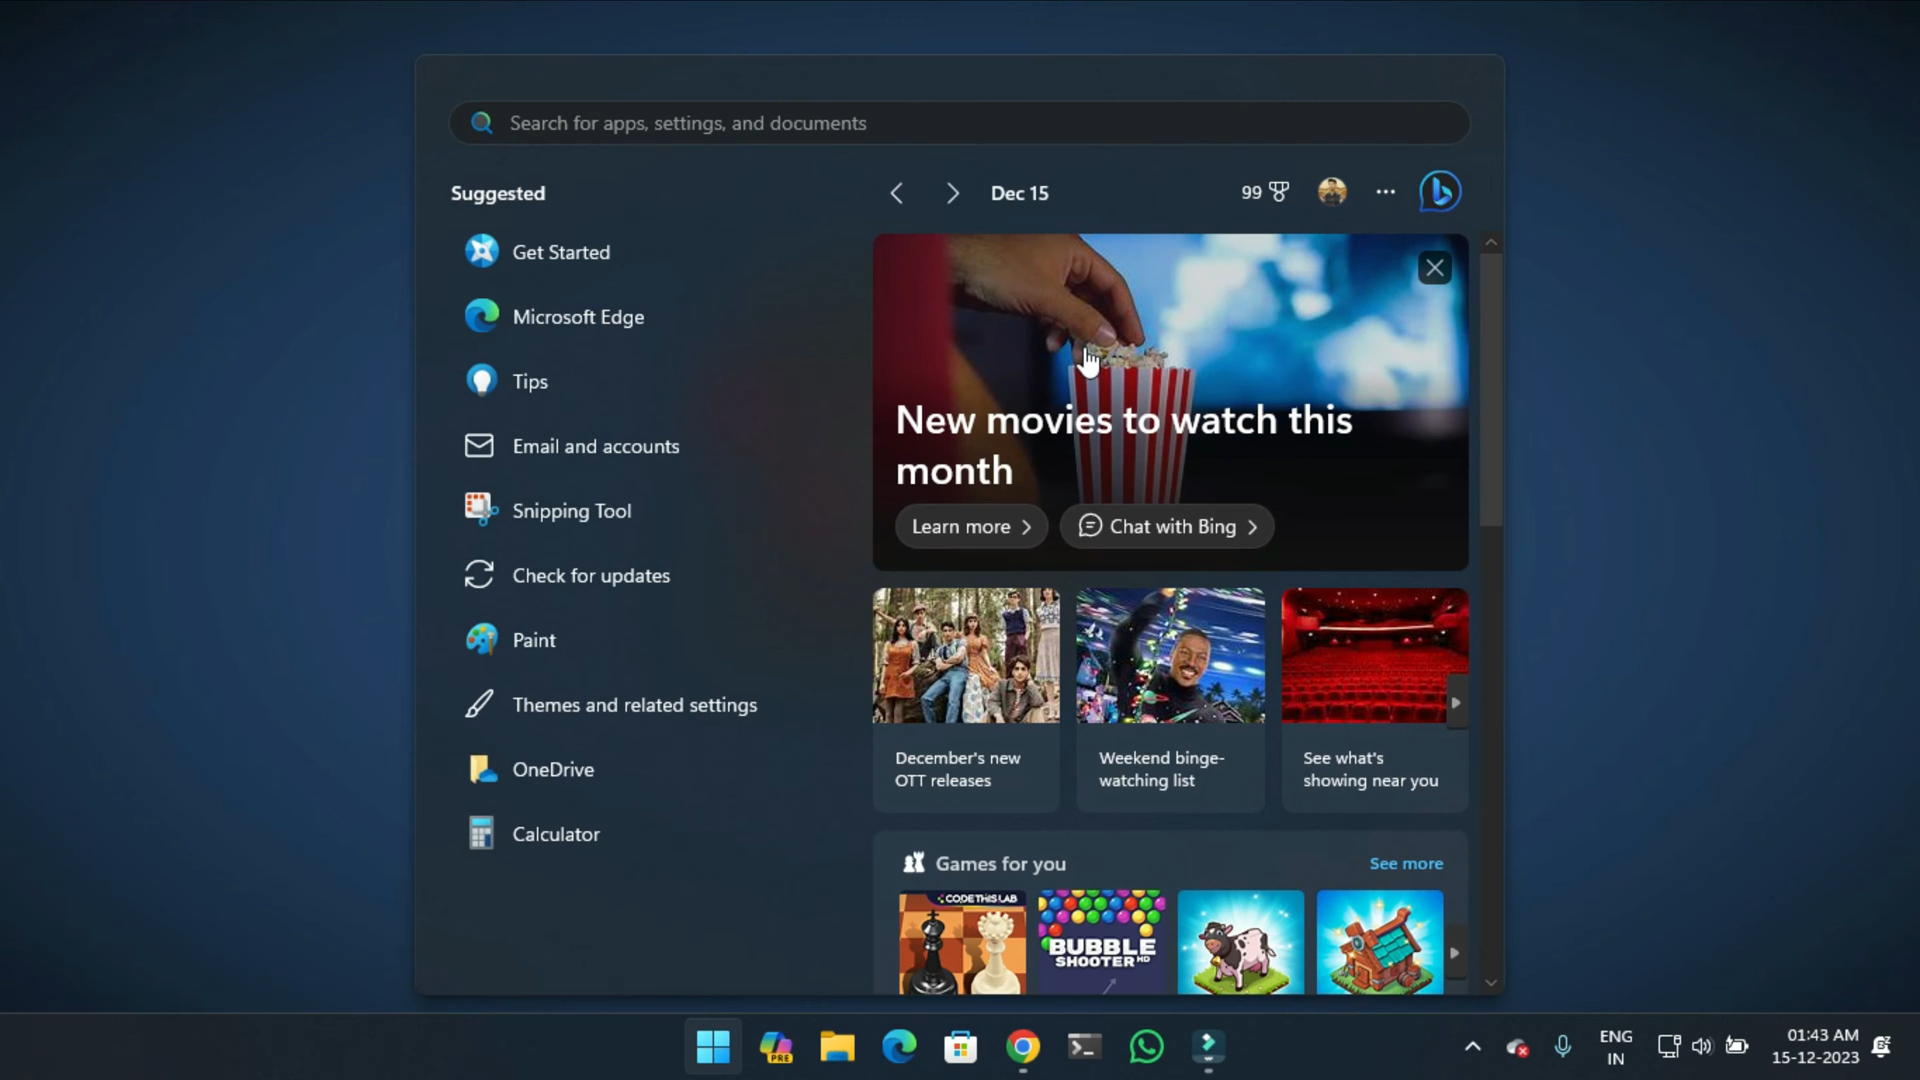 Search for apps, settings, and documents
Suggested
Get Started
Microsoft Edge
Tips
Email and accounts
Snipping Tool
Check for updates
Paint
Themes and related settings
OneDrive
Calculator
Dec 15
99
New movies to watch this
month
Learn more
Chat with Bing
December's new
OTT releases
Weekend binge-
watching list
See what's
showing near you
Games for you
See more
CODETHISLAB
BUBBLE
SHOOTER HD
PRE
ENG
IN
01:43 AM
15-12-2023